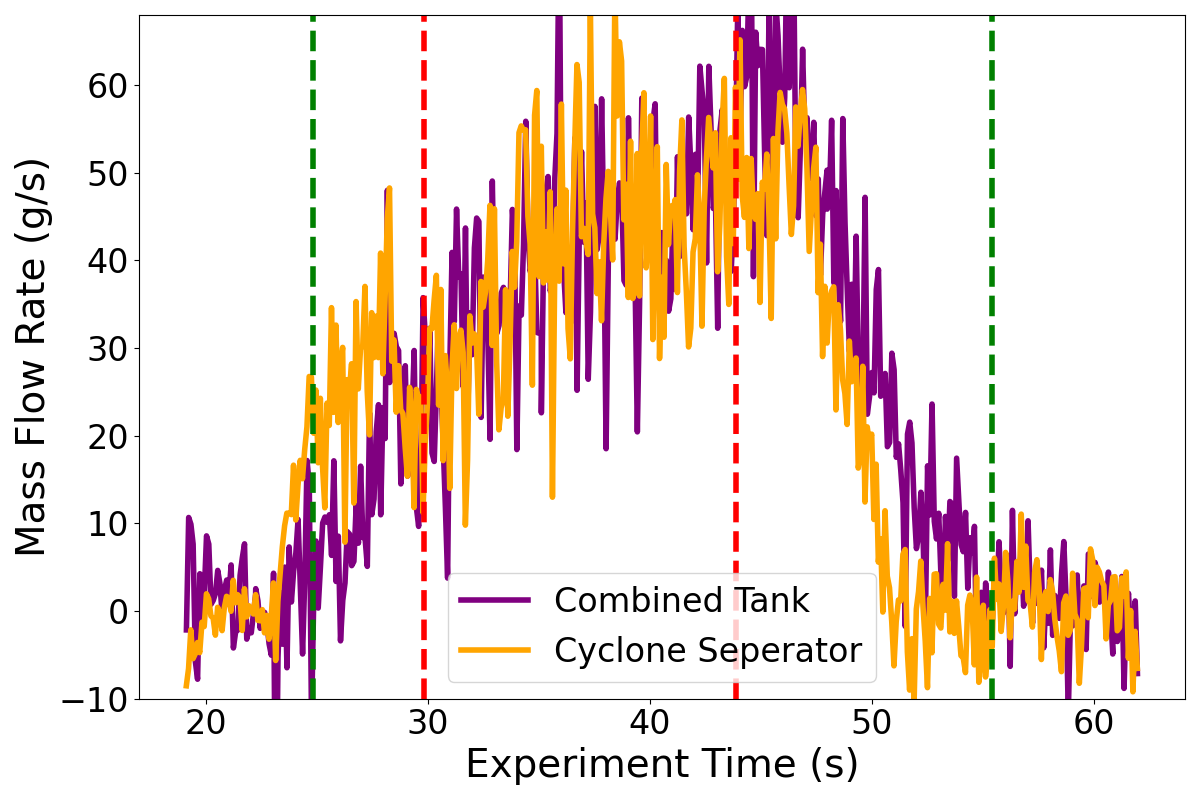 60
50
40
30
20
10
0
−10
20 30 40 50 60
Mass Flow Rate (g/s)
Experiment Time (s)
Combined Tank
Cyclone Seperator